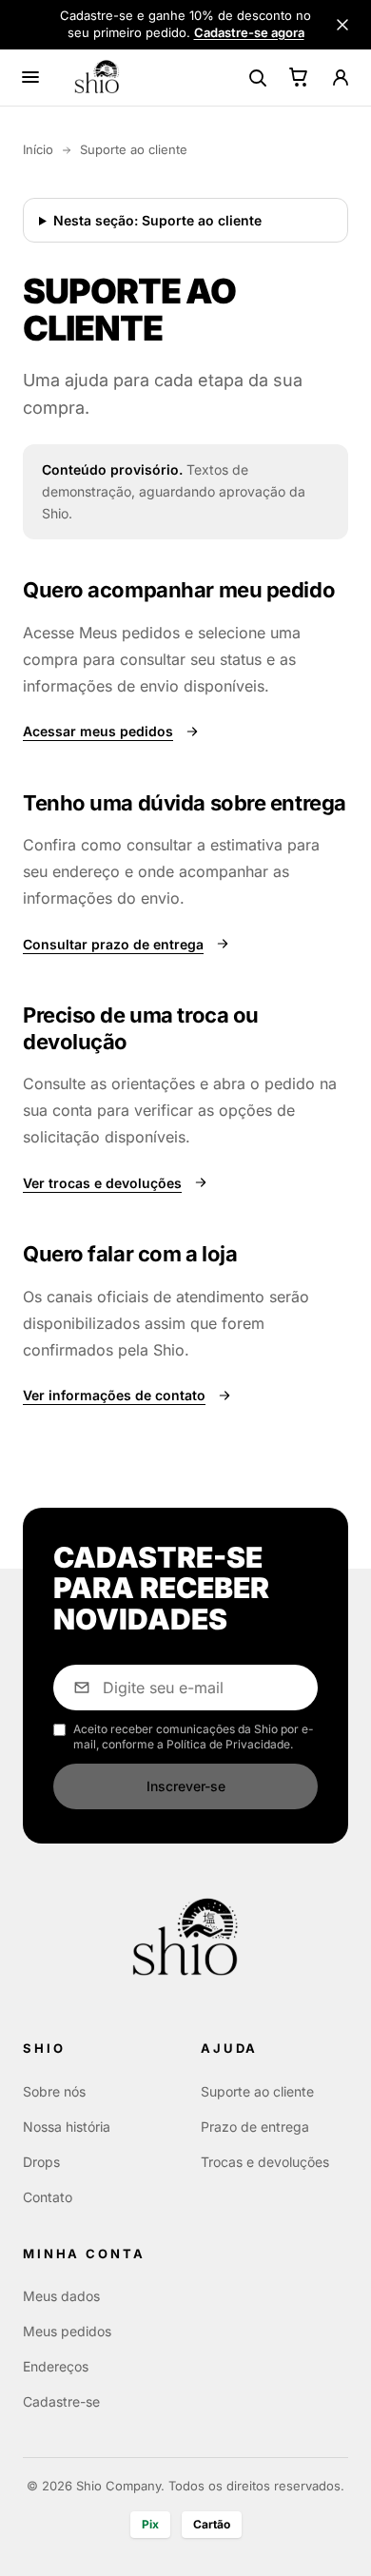 Cadastre-se e ganhe 10% de desconto no
seu primeiro pedido. Cadastre-se agora
shio
Início → Suporte ao cliente
▶ Nesta seção: Suporte ao cliente
SUPORTE AO
CLIENTE
Uma ajuda para cada etapa da sua
compra.
Conteúdo provisório. Textos de
demonstração, aguardando aprovação da
Shio.
Quero acompanhar meu pedido
Acesse Meus pedidos e selecione uma
compra para consultar seu status e as
informações de envio disponíveis.
Acessar meus pedidos →
Tenho uma dúvida sobre entrega
Confira como consultar a estimativa para
seu endereço e onde acompanhar as
informações do envio.
Consultar prazo de entrega →
Preciso de uma troca ou
devolução
Consulte as orientações e abra o pedido na
sua conta para verificar as opções de
solicitação disponíveis.
Ver trocas e devoluções →
Quero falar com a loja
Os canais oficiais de atendimento serão
disponibilizados assim que forem
confirmados pela Shio.
Ver informações de contato →
CADASTRE-SE
PARA RECEBER
NOVIDADES
Digite seu e-mail
Aceito receber comunicações da Shio por e-
mail, conforme a Política de Privacidade.
Inscrever-se
塩
shio
SHIO
Sobre nós
Nossa história
Drops
Contato
AJUDA
Suporte ao cliente
Prazo de entrega
Trocas e devoluções
MINHA CONTA
Meus dados
Meus pedidos
Endereços
Cadastre-se
© 2026 Shio Company. Todos os direitos reservados.
Pix Cartão